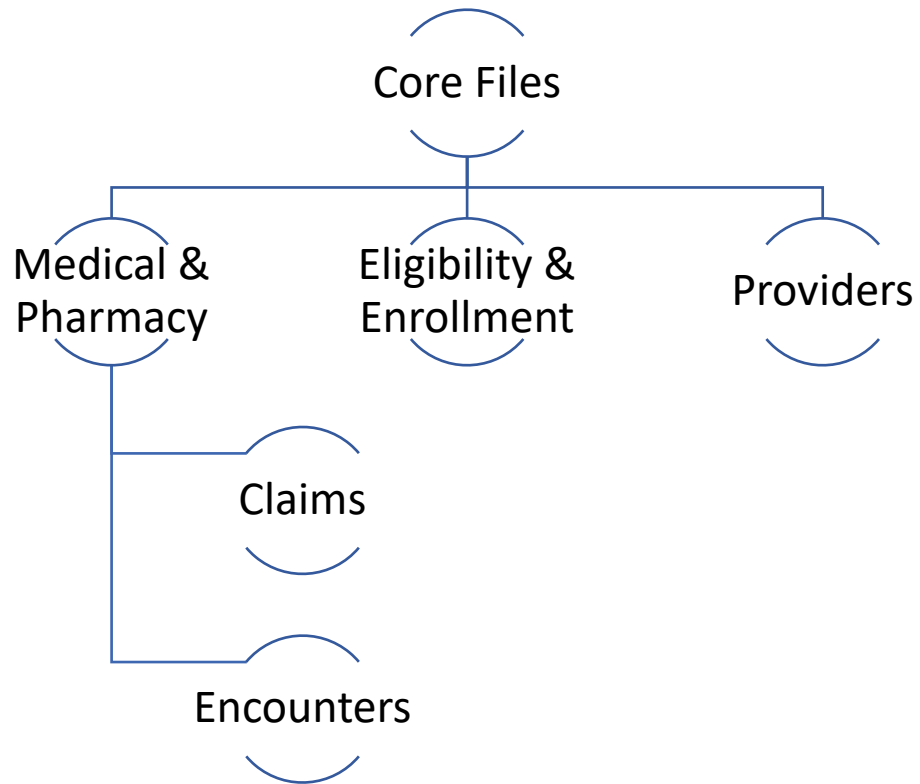 Core Files
Medical &
Pharmacy
Eligibility &
Enrollment
Providers
Claims
Encounters